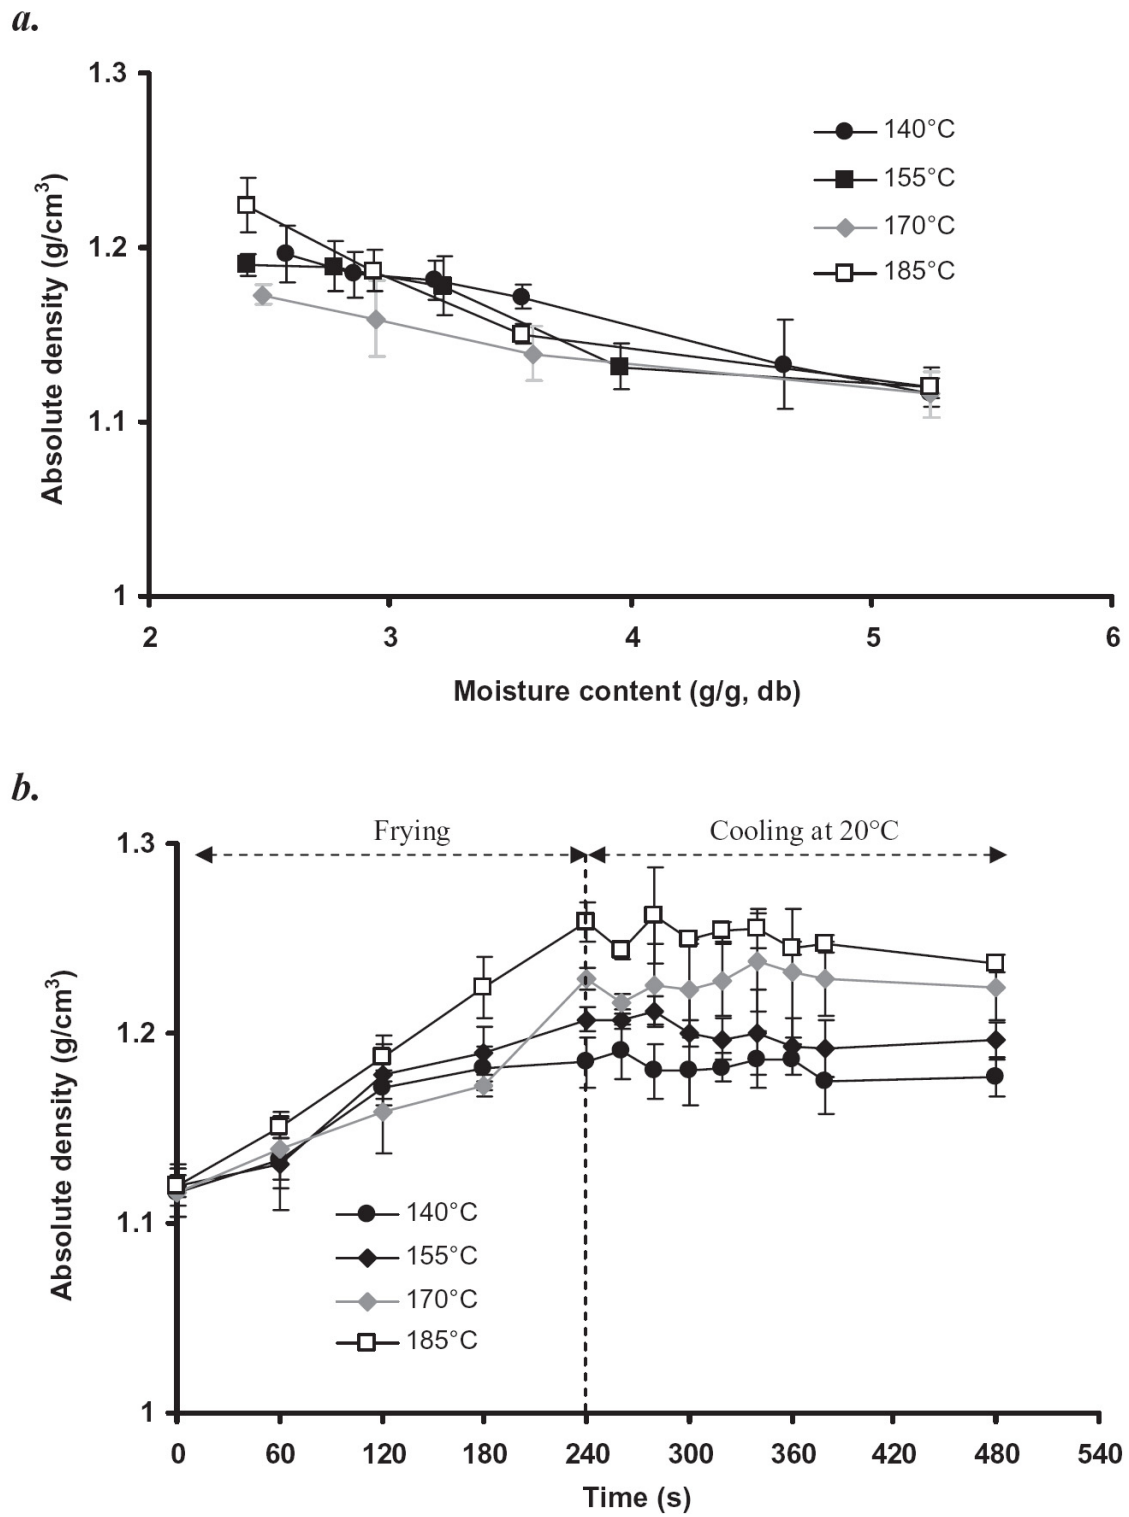 a.
1.3
1.2
1.1
1
Absolute density (g/cm³)
140°C
155°C
170°C
185°C
2 3 4 5 6
Moisture content (g/g, db)
b.
Frying Cooling at 20°C
1.3
1.2
1.1
1
Absolute density (g/cm³)
140°C
155°C
170°C
185°C
0 60 120 180 240 300 360 420 480 540
Time (s)